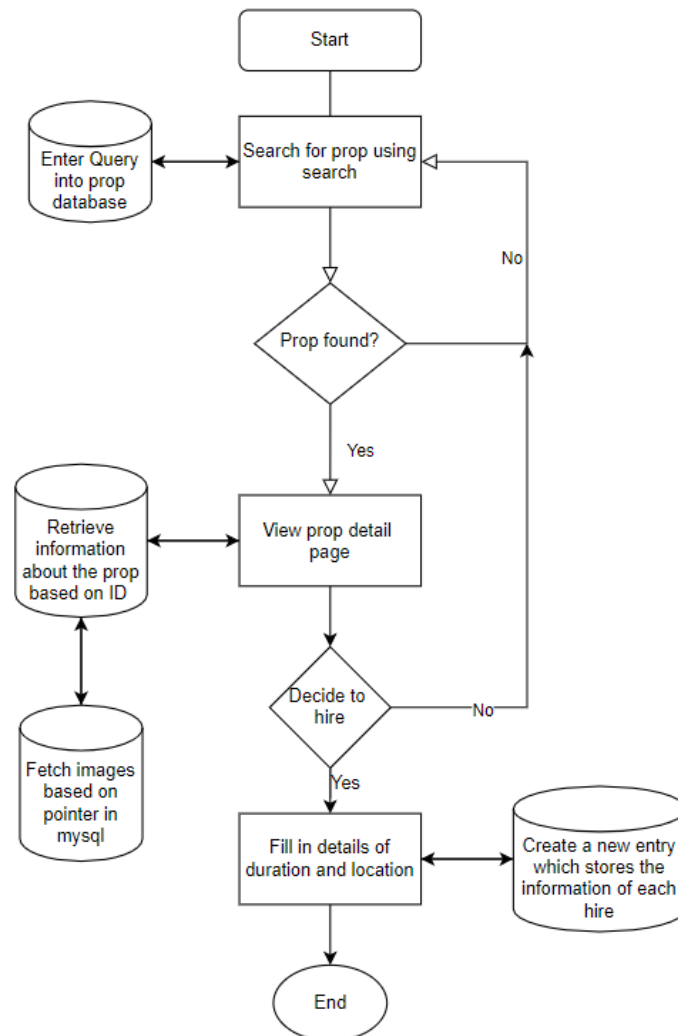 Start
Search for prop using
search
Enter Query
into prop
database
No
Prop found?
Yes
View prop detail
page
Retrieve
information
about the prop
based on ID
Decide to
hire
No
Fetch images
based on
pointer in
mysql
Yes
Fill in details of
duration and location
Create a new entry
which stores the
information of each
hire
End